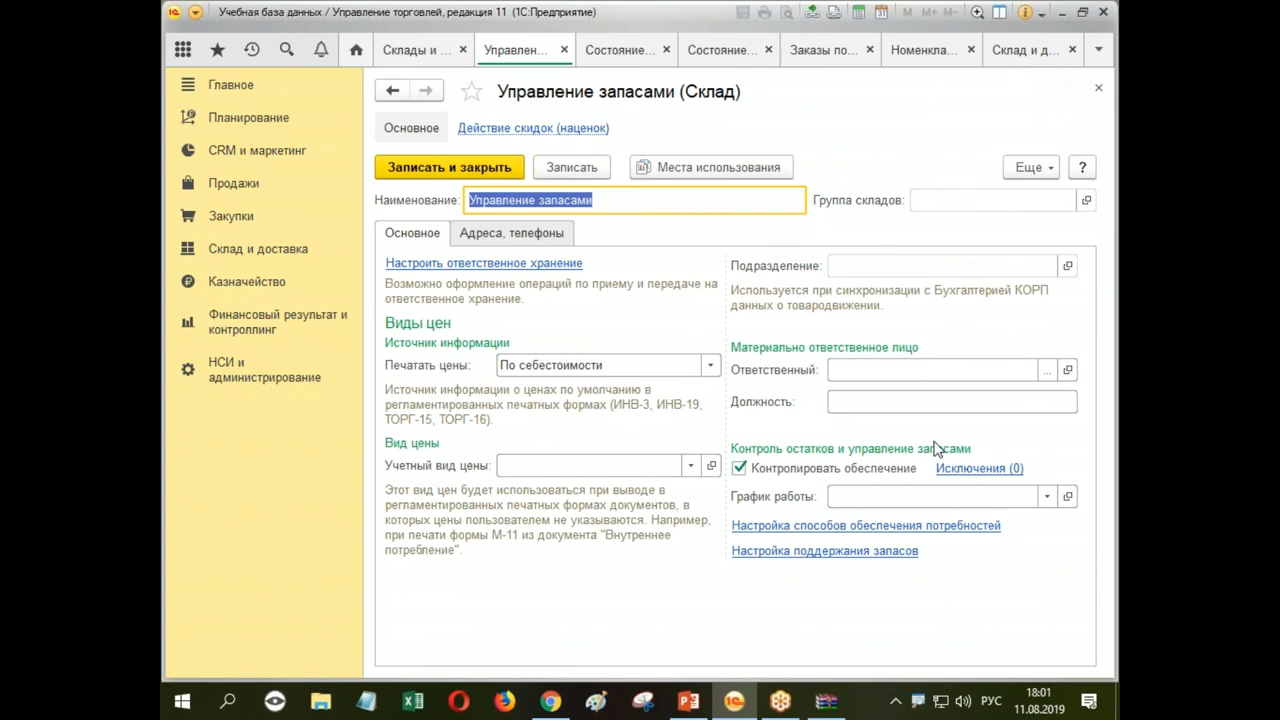 Учебная база данных / Управление торговлей, редакция 11 (1С:Предприятие)
M M+ M-
Склады и ...
Управлен...
Состояние...
Состояние...
Заказы по...
Номенкла...
Склад и д...
Главное
Планирование
CRM и маркетинг
Продажи
Закупки
Склад и доставка
Казначейство
Финансовый результат и
контроллинг
НСИ и
администрирование
Управление запасами (Склад)
Основное Действие скидок (наценок)
Записать и закрыть Записать Места использования Еще ?
Наименование: Управление запасами Группа складов:
Основное Адреса, телефоны
Настроить ответственное хранение
Возможно оформление операций по приему и передаче на
ответственное хранение.
Виды цен
Источник информации
Печатать цены: По себестоимости
Источник информации о ценах по умолчанию в
регламентированных печатных формах (ИНВ-3, ИНВ-19,
ТОРГ-15, ТОРГ-16).
Вид цены
Учетный вид цены:
Этот вид цен будет использоваться при выводе в
регламентированных печатных формах документов, в
которых цены пользователем не указываются. Например,
при печати формы М-11 из документа "Внутреннее
потребление".
Подразделение:
Используется при синхронизации с Бухгалтерией КОРП
данных о товародвижении.
Материально ответственное лицо
Ответственный: ...
Должность:
Контроль остатков и управление запасами
Контролировать обеспечение Исключения (0)
График работы:
Настройка способов обеспечения потребностей
Настройка поддержания запасов
РУС
18:01
11.08.2019